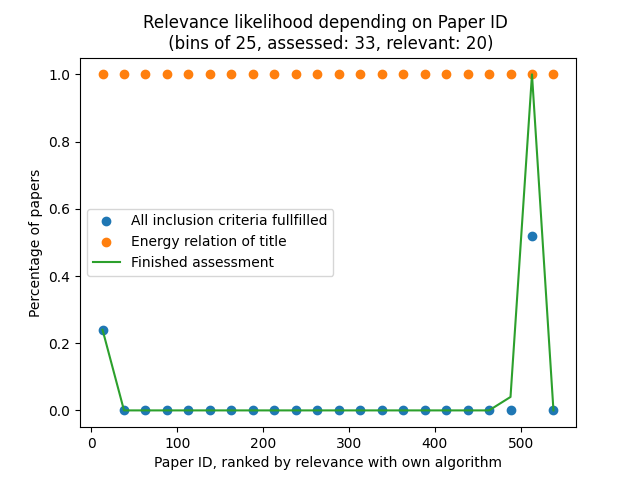 Relevance likelihood depending on Paper ID
(bins of 25, assessed: 33, relevant: 20)
Percentage of papers
1.0
0.8
0.6
0.4
0.2
0.0
All inclusion criteria fullfilled
Energy relation of title
Finished assessment
0 100 200 300 400 500
Paper ID, ranked by relevance with own algorithm